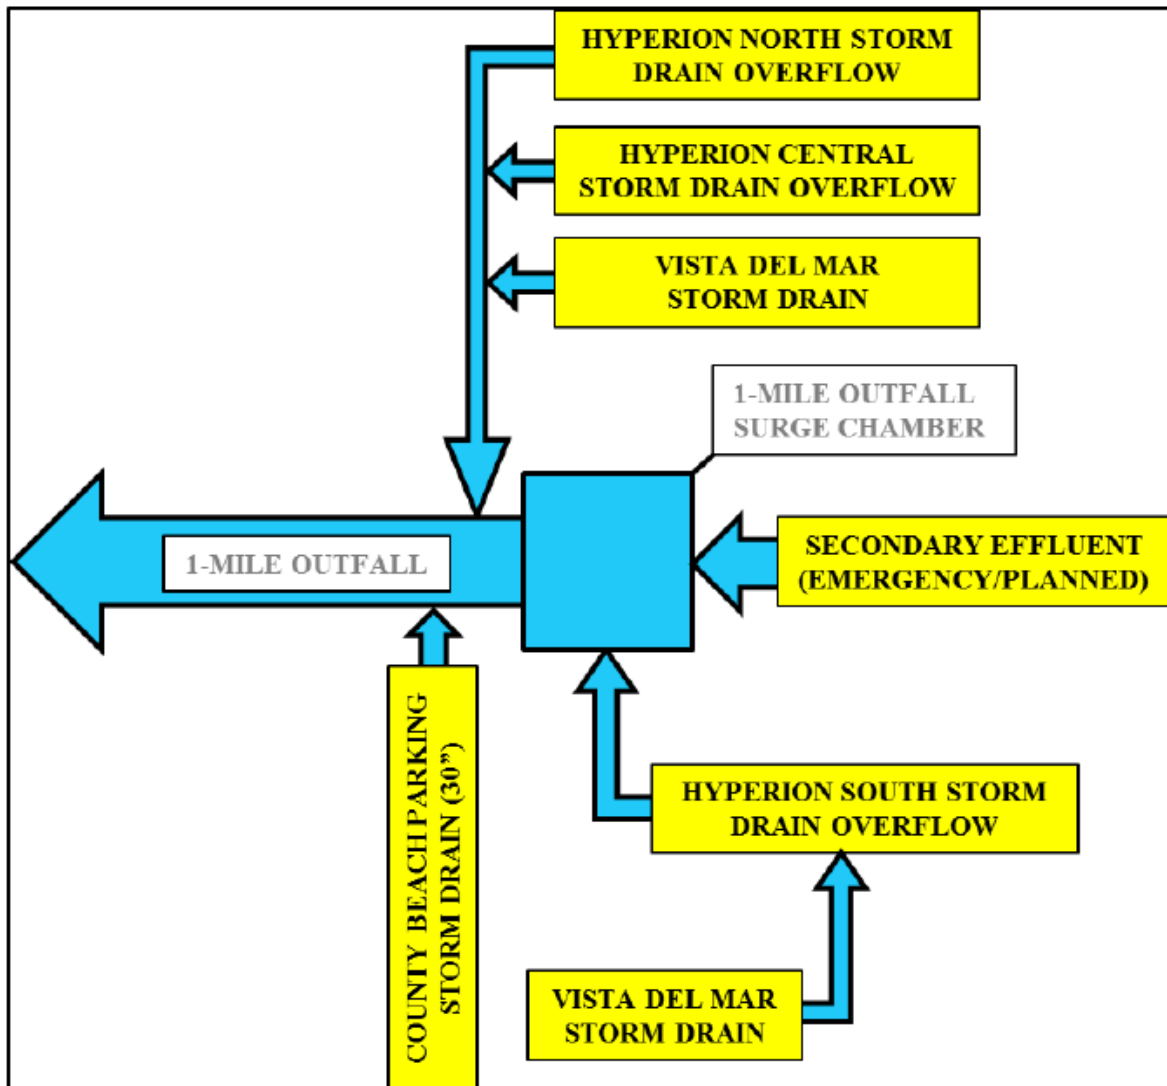 HYPERION NORTH STORM
DRAIN OVERFLOW
HYPERION CENTRAL
STORM DRAIN OVERFLOW
VISTA DEL MAR
STORM DRAIN
1-MILE OUTFALL
SURGE CHAMBER
1-MILE OUTFALL
SECONDARY EFFLUENT
(EMERGENCY/PLANNED)
COUNTY BEACH PARKING
STORM DRAIN (30”)
HYPERION SOUTH STORM
DRAIN OVERFLOW
VISTA DEL MAR
STORM DRAIN